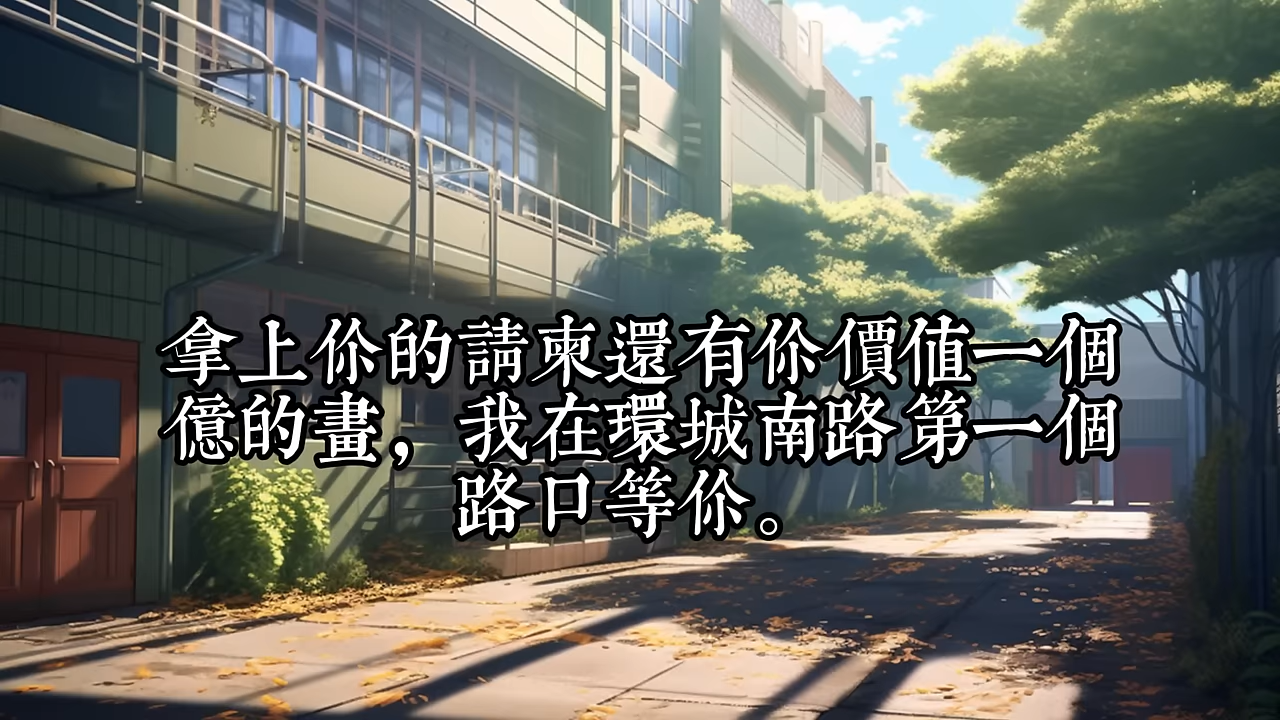 拿上你的請柬還有你價值一個
億的畫，我在環城南路第一個
路口等你。